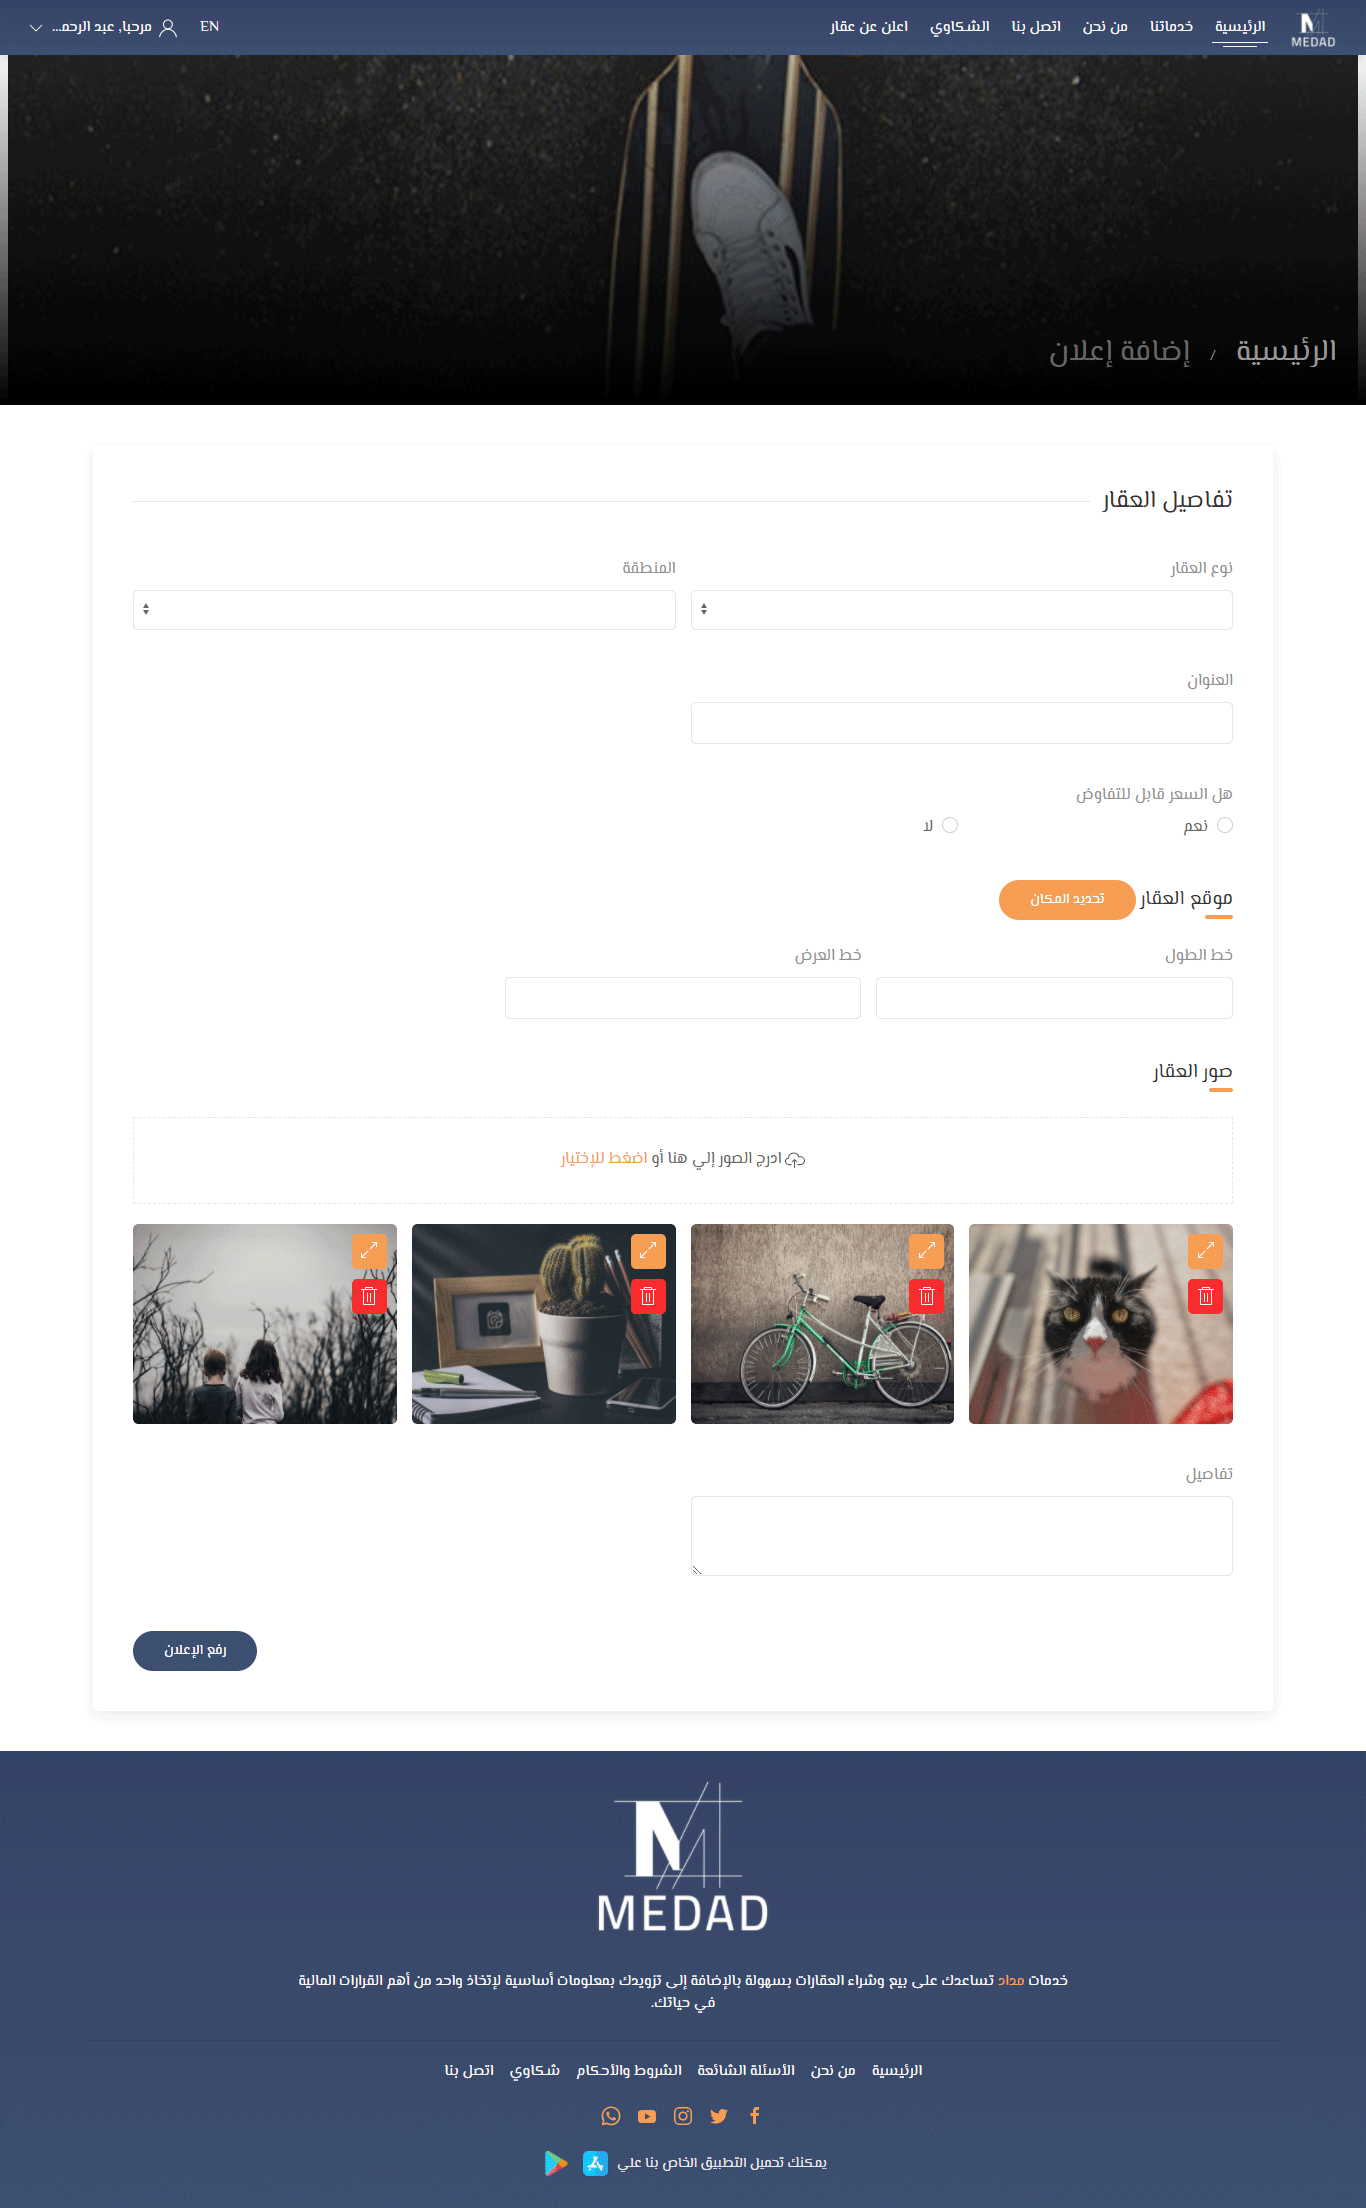 MEDAD
الرئيسية
خدماتنا
من نحن
اتصل بنا
الشكاوي
اعلن عن عقار
EN
مرحبا, عبد الرحمـ...
الرئيسية / إضافة إعلان
تفاصيل العقار
نوع العقار
المنطقة
العنوان
هل السعر قابل للتفاوض
نعم
لا
موقع العقار
تحديد المكان
خط الطول
خط العرض
صور العقار
ادرج الصور إلي هنا أو اضغط للإختيار
تفاصيل
رفع الإعلان
MEDAD
خدمات مداد تساعدك على بيع وشراء العقارات بسهولة بالإضافة إلى تزويدك بمعلومات أساسية لإتخاذ واحد من أهم القرارات المالية
في حياتك.
الرئيسية
من نحن
الأسئلة الشائعة
الشروط والأحكام
شكاوي
اتصل بنا
يمكنك تحميل التطبيق الخاص بنا علي